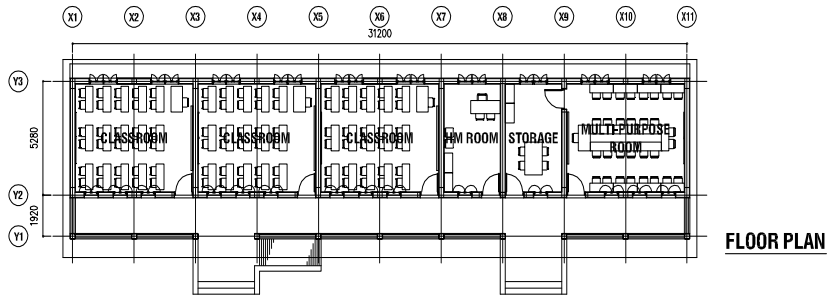 X1 X2 X3 X4 X5 X6 X7 X8 X9 X10 X11
31200
Y3
5280
CLASSROOM CLASSROOM CLASSROOM HM ROOM STORAGE MULTI-PURPOSE
ROOM
Y2
1920
Y1
FLOOR PLAN